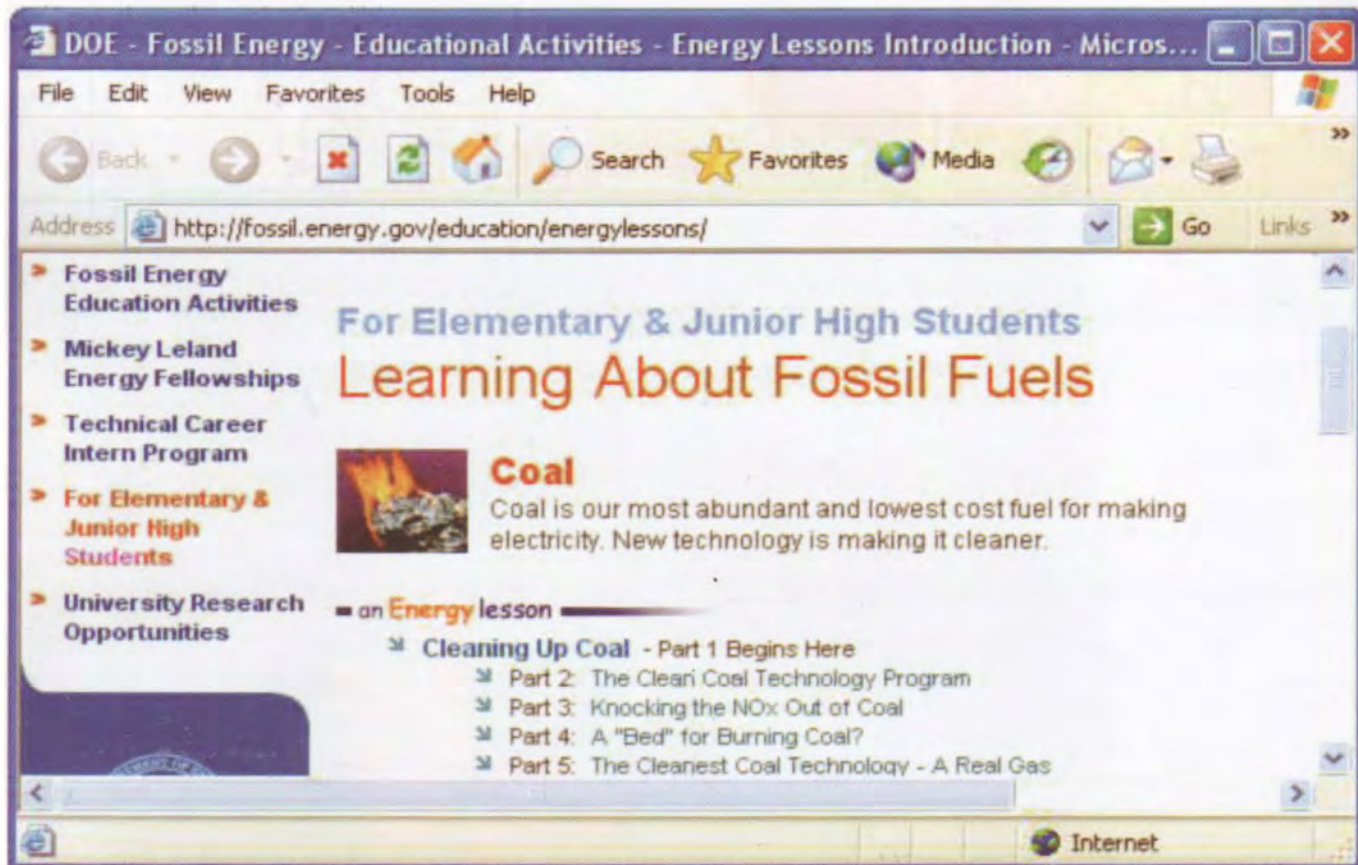 DOE - Fossil Energy - Educational Activities - Energy Lessons Introduction - Micros...
File Edit View Favorites Tools Help
Back Search Favorites Media »
Address http://fossil.energy.gov/education/energylessons/ Go Links »
Fossil Energy
Education Activities
Mickey Leland
Energy Fellowships
Technical Career
Intern Program
For Elementary &
Junior High
Students
University Research
Opportunities
For Elementary & Junior High Students
Learning About Fossil Fuels
Coal
Coal is our most abundant and lowest cost fuel for making
electricity. New technology is making it cleaner.
an Energy lesson
Cleaning Up Coal - Part 1 Begins Here
Part 2: The Clean Coal Technology Program
Part 3: Knocking the NOx Out of Coal
Part 4: A "Bed" for Burning Coal?
Part 5: The Cleanest Coal Technology - A Real Gas
Internet